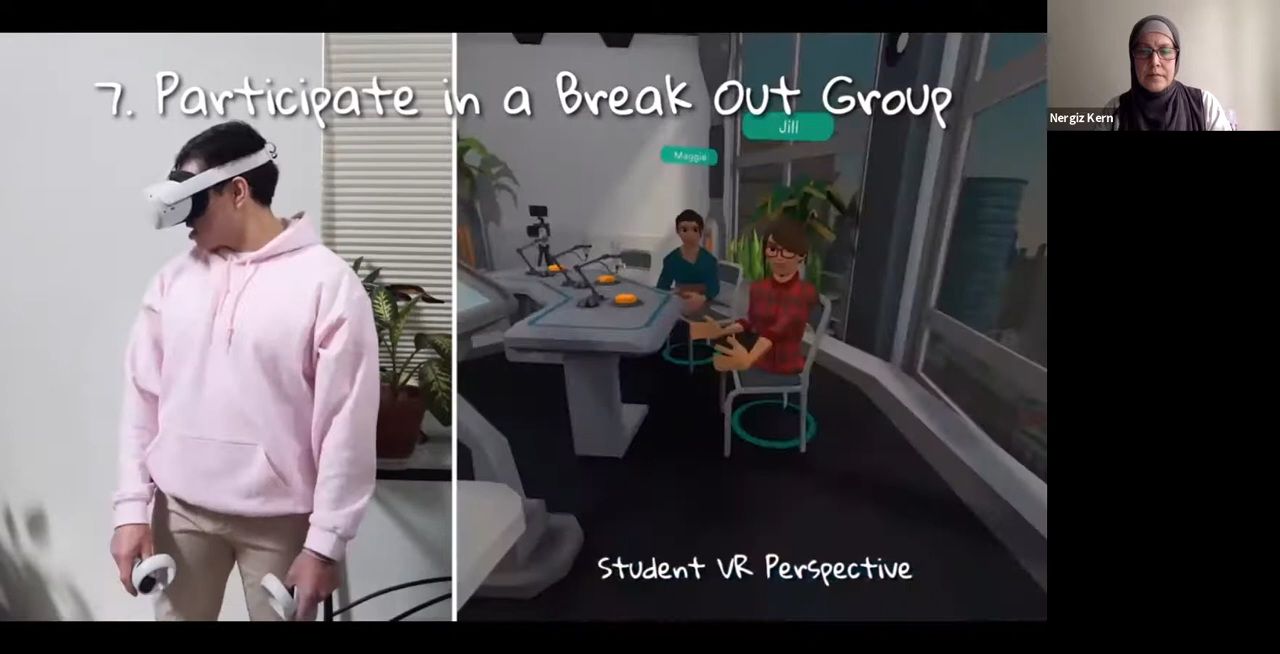 7. Participate in a Break Out Group
Jill
Maggie
Nergiz Kern
Student VR Perspective